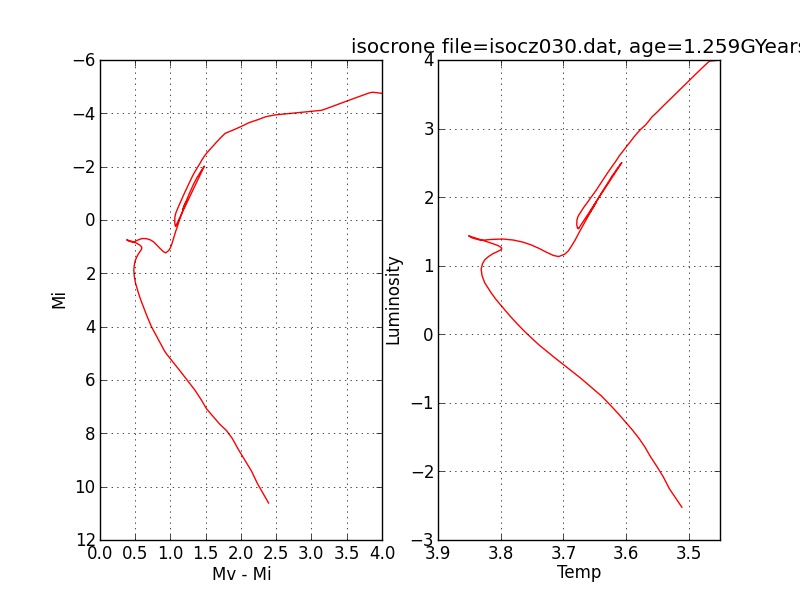 isocrone file=isocz030.dat, age=1.259GYears
−6
−4
−2
0
2
4
6
8
10
12
Mi
0.0 0.5 1.0 1.5 2.0 2.5 3.0 3.5 4.0
Mv - Mi
4
3
2
1
0
−1
−2
−3
Luminosity
3.9 3.8 3.7 3.6 3.5
Temp